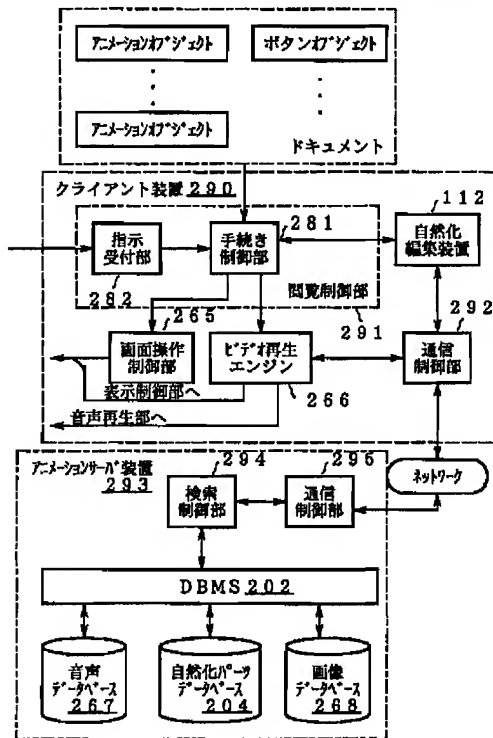 アニメーションオブジェクト
ボタンオブジェクト
アニメーションオブジェクト
ドキュメント
クライアント装置 290
指示
受付部
282
手続き
制御部
281
閲覧制御部
291
112
自然化
編集装置
292
通信
制御部
265
画面操作
制御部
ビデオ再生
エンジン
266
表示制御部へ
音声再生部へ
アニメーションサーバ装置
293
294
検索
制御部
295
通信
制御部
ネットワーク
DBMS 202
音声
データベース
267
自然化パーツ
データベース
204
画像
データベース
268